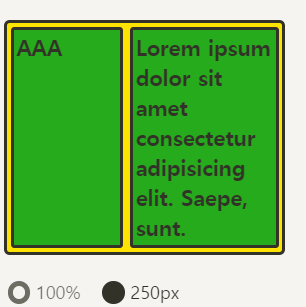 AAA
Lorem ipsum
dolor sit
amet
consectetur
adipisicing
elit. Saepe,
sunt.
100% 250px